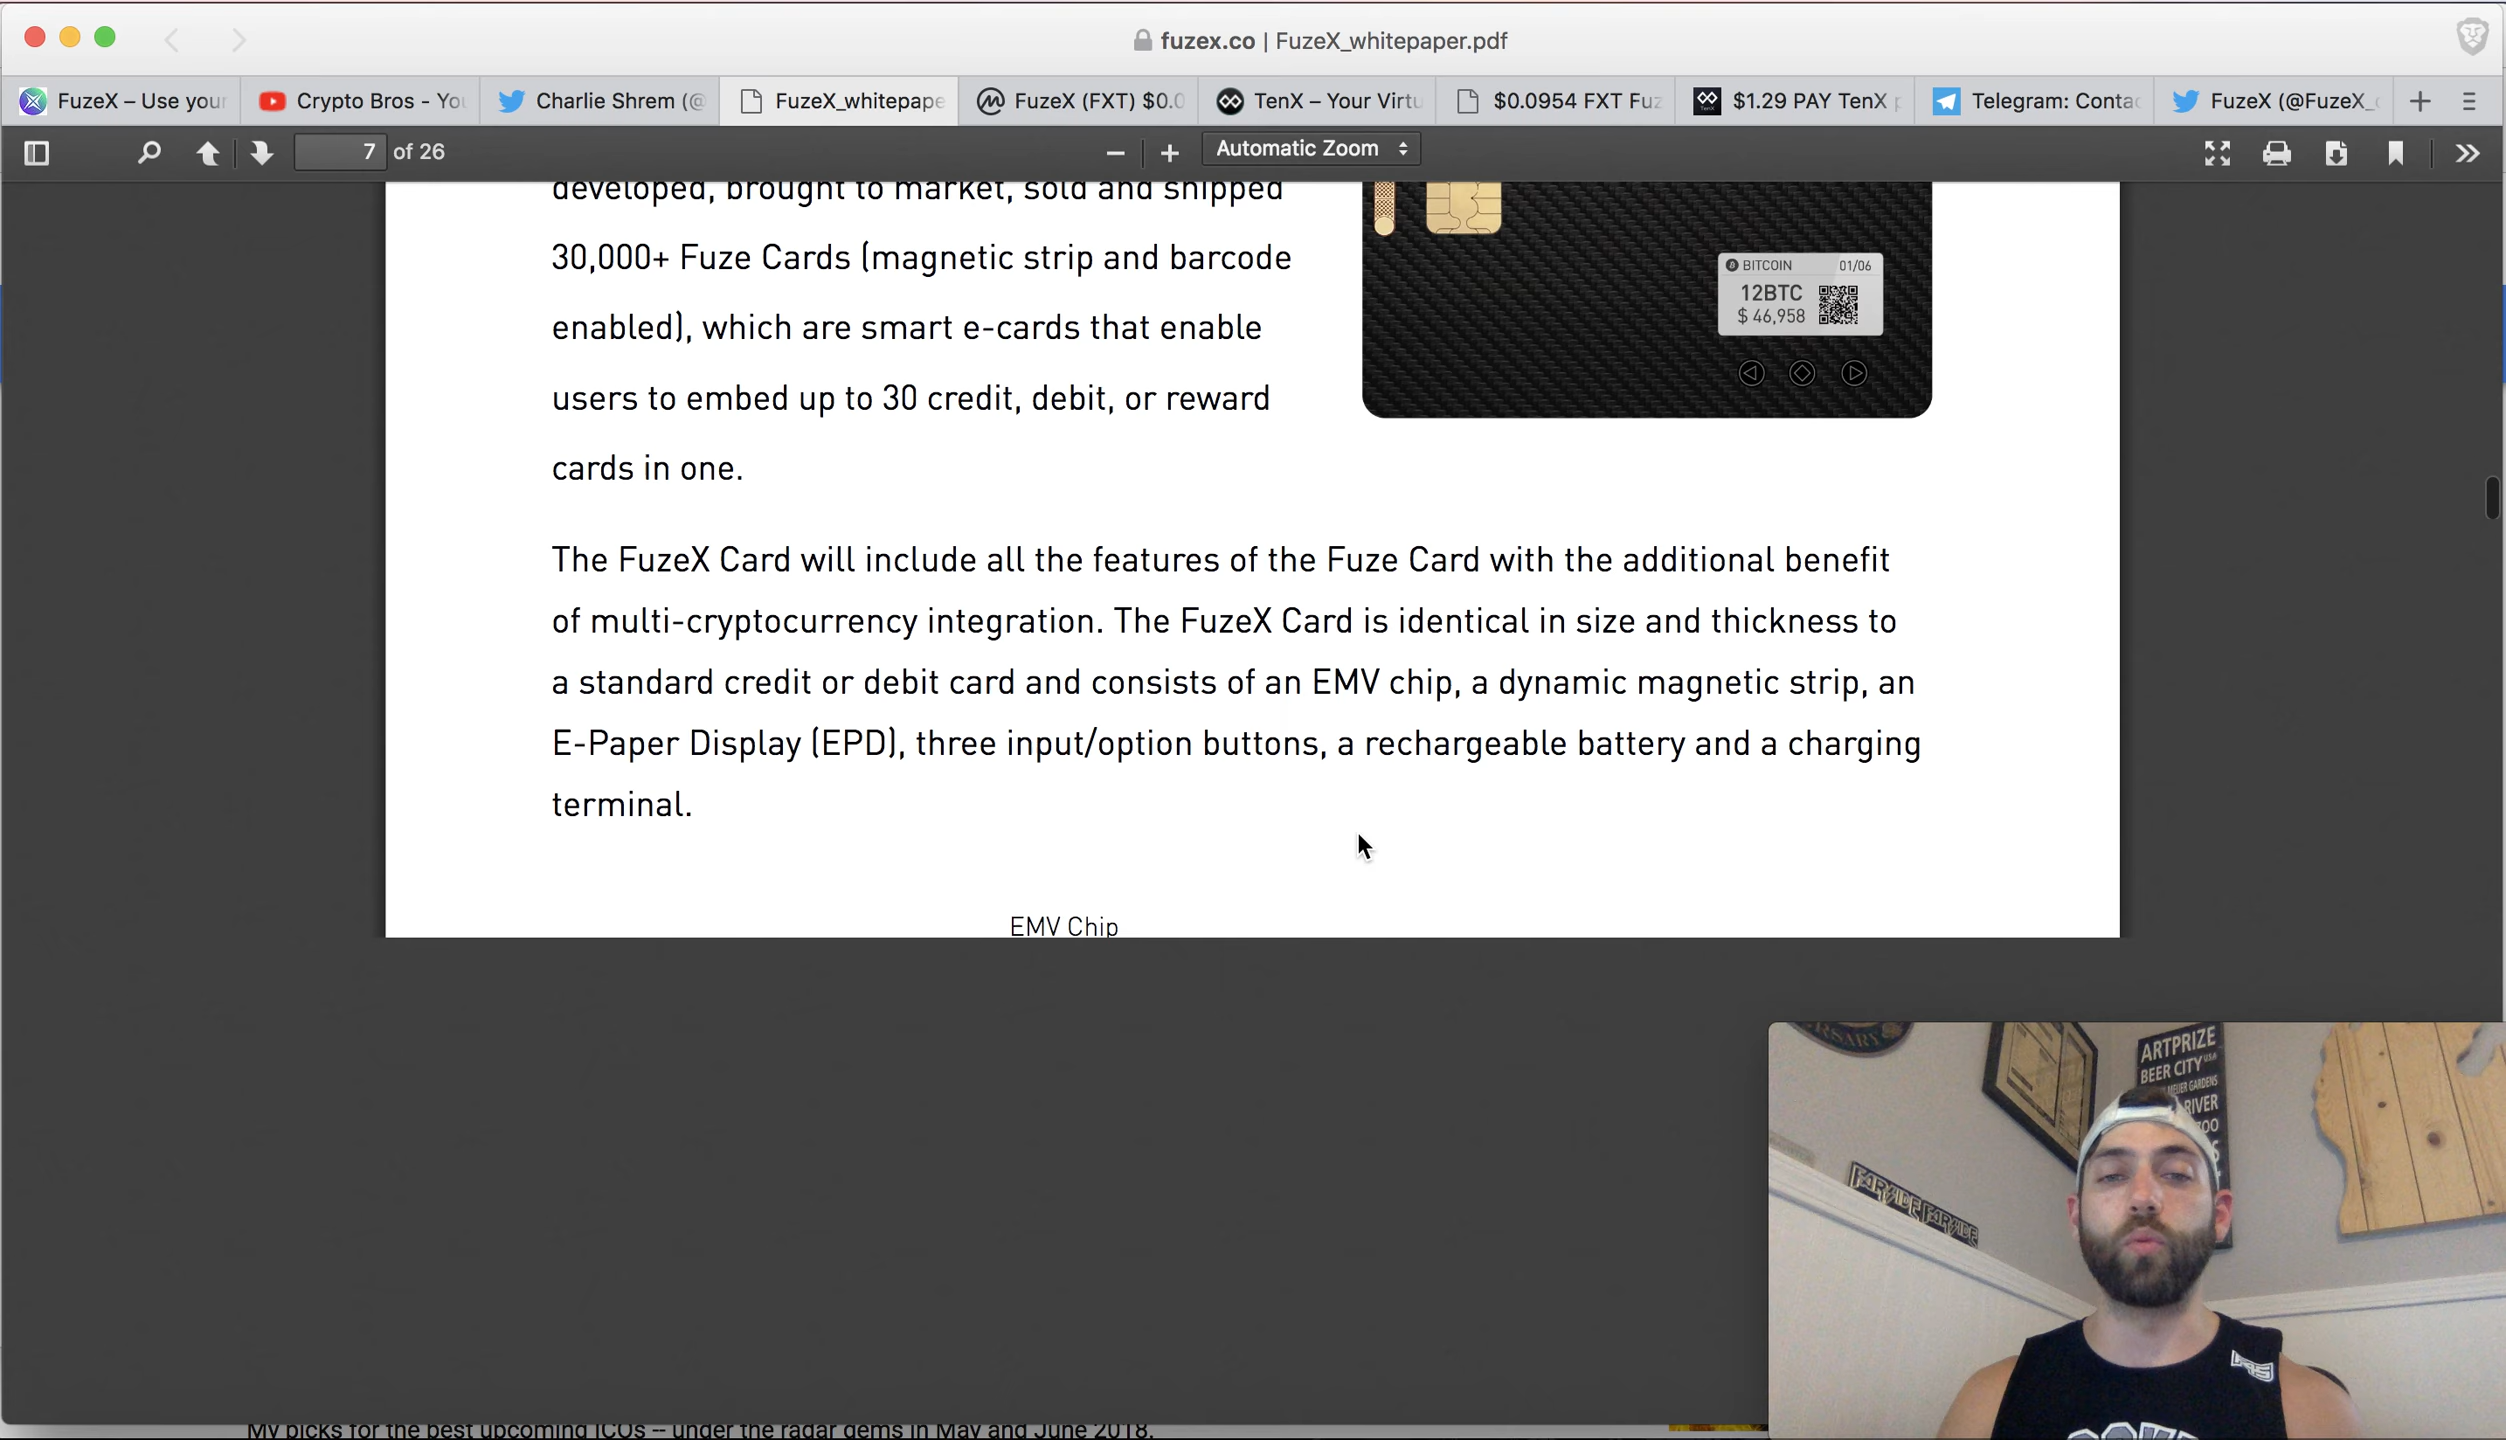 fuzex.co | FuzeX_whitepaper.pdf
FuzeX – Use your
Crypto Bros - You
Charlie Shrem (@
FuzeX_whitepape
FuzeX (FXT) $0.0
TenX – Your Virtu
$0.0954 FXT Fuz
$1.29 PAY TenX
Telegram: Contac
FuzeX (@FuzeX_
7 of 26
Automatic Zoom
developed, brought to market, sold and shipped
30,000+ Fuze Cards (magnetic strip and barcode
enabled), which are smart e-cards that enable
users to embed up to 30 credit, debit, or reward
cards in one.
BITCOIN 01/06
12BTC
$ 46,958
The FuzeX Card will include all the features of the Fuze Card with the additional benefit
of multi-cryptocurrency integration. The FuzeX Card is identical in size and thickness to
a standard credit or debit card and consists of an EMV chip, a dynamic magnetic strip, an
E-Paper Display (EPD), three input/option buttons, a rechargeable battery and a charging
terminal.
EMV Chip
ARTPRIZE
BEER CITY U.S.A
MEIJER GARDENS
RIVER
My picks for the best upcoming ICOs -- under the radar gems in May and June 2018.